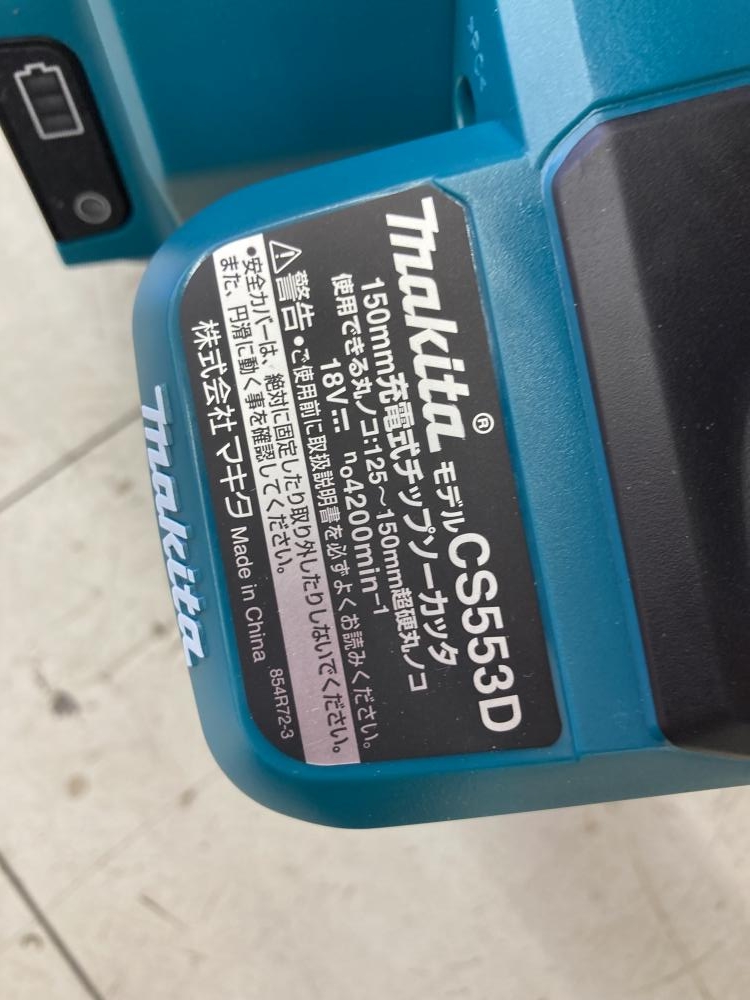 makita® モデルCS553D
150mm充電式チップソーカッタ
使用できる丸ノコ:125～150mm超硬丸ノコ
18V⎓ n₀4200min⁻¹
⚠警告 •ご使用前に取扱説明書を必ずよくお読みください。
•安全カバーは、絶対に固定したり取り外したりしないでください。
また、円滑に動く事を確認してください。
株式会社 マキタ Made in China 854R72-3
makita